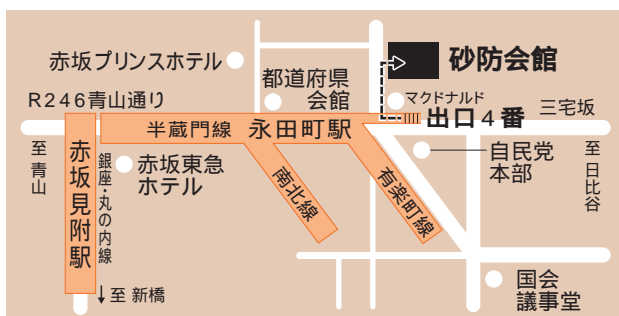 赤坂プリンスホテル
砂防会館
都道府県
会館
マクドナルド
R246青山通り
出口4番
三宅坂
半蔵門線 永田町駅
至青山
赤坂見附駅
銀座・丸の内線
赤坂東急
ホテル
南北線
有楽町線
自民党
本部
至日比谷
↓至 新橋
国会
議事堂